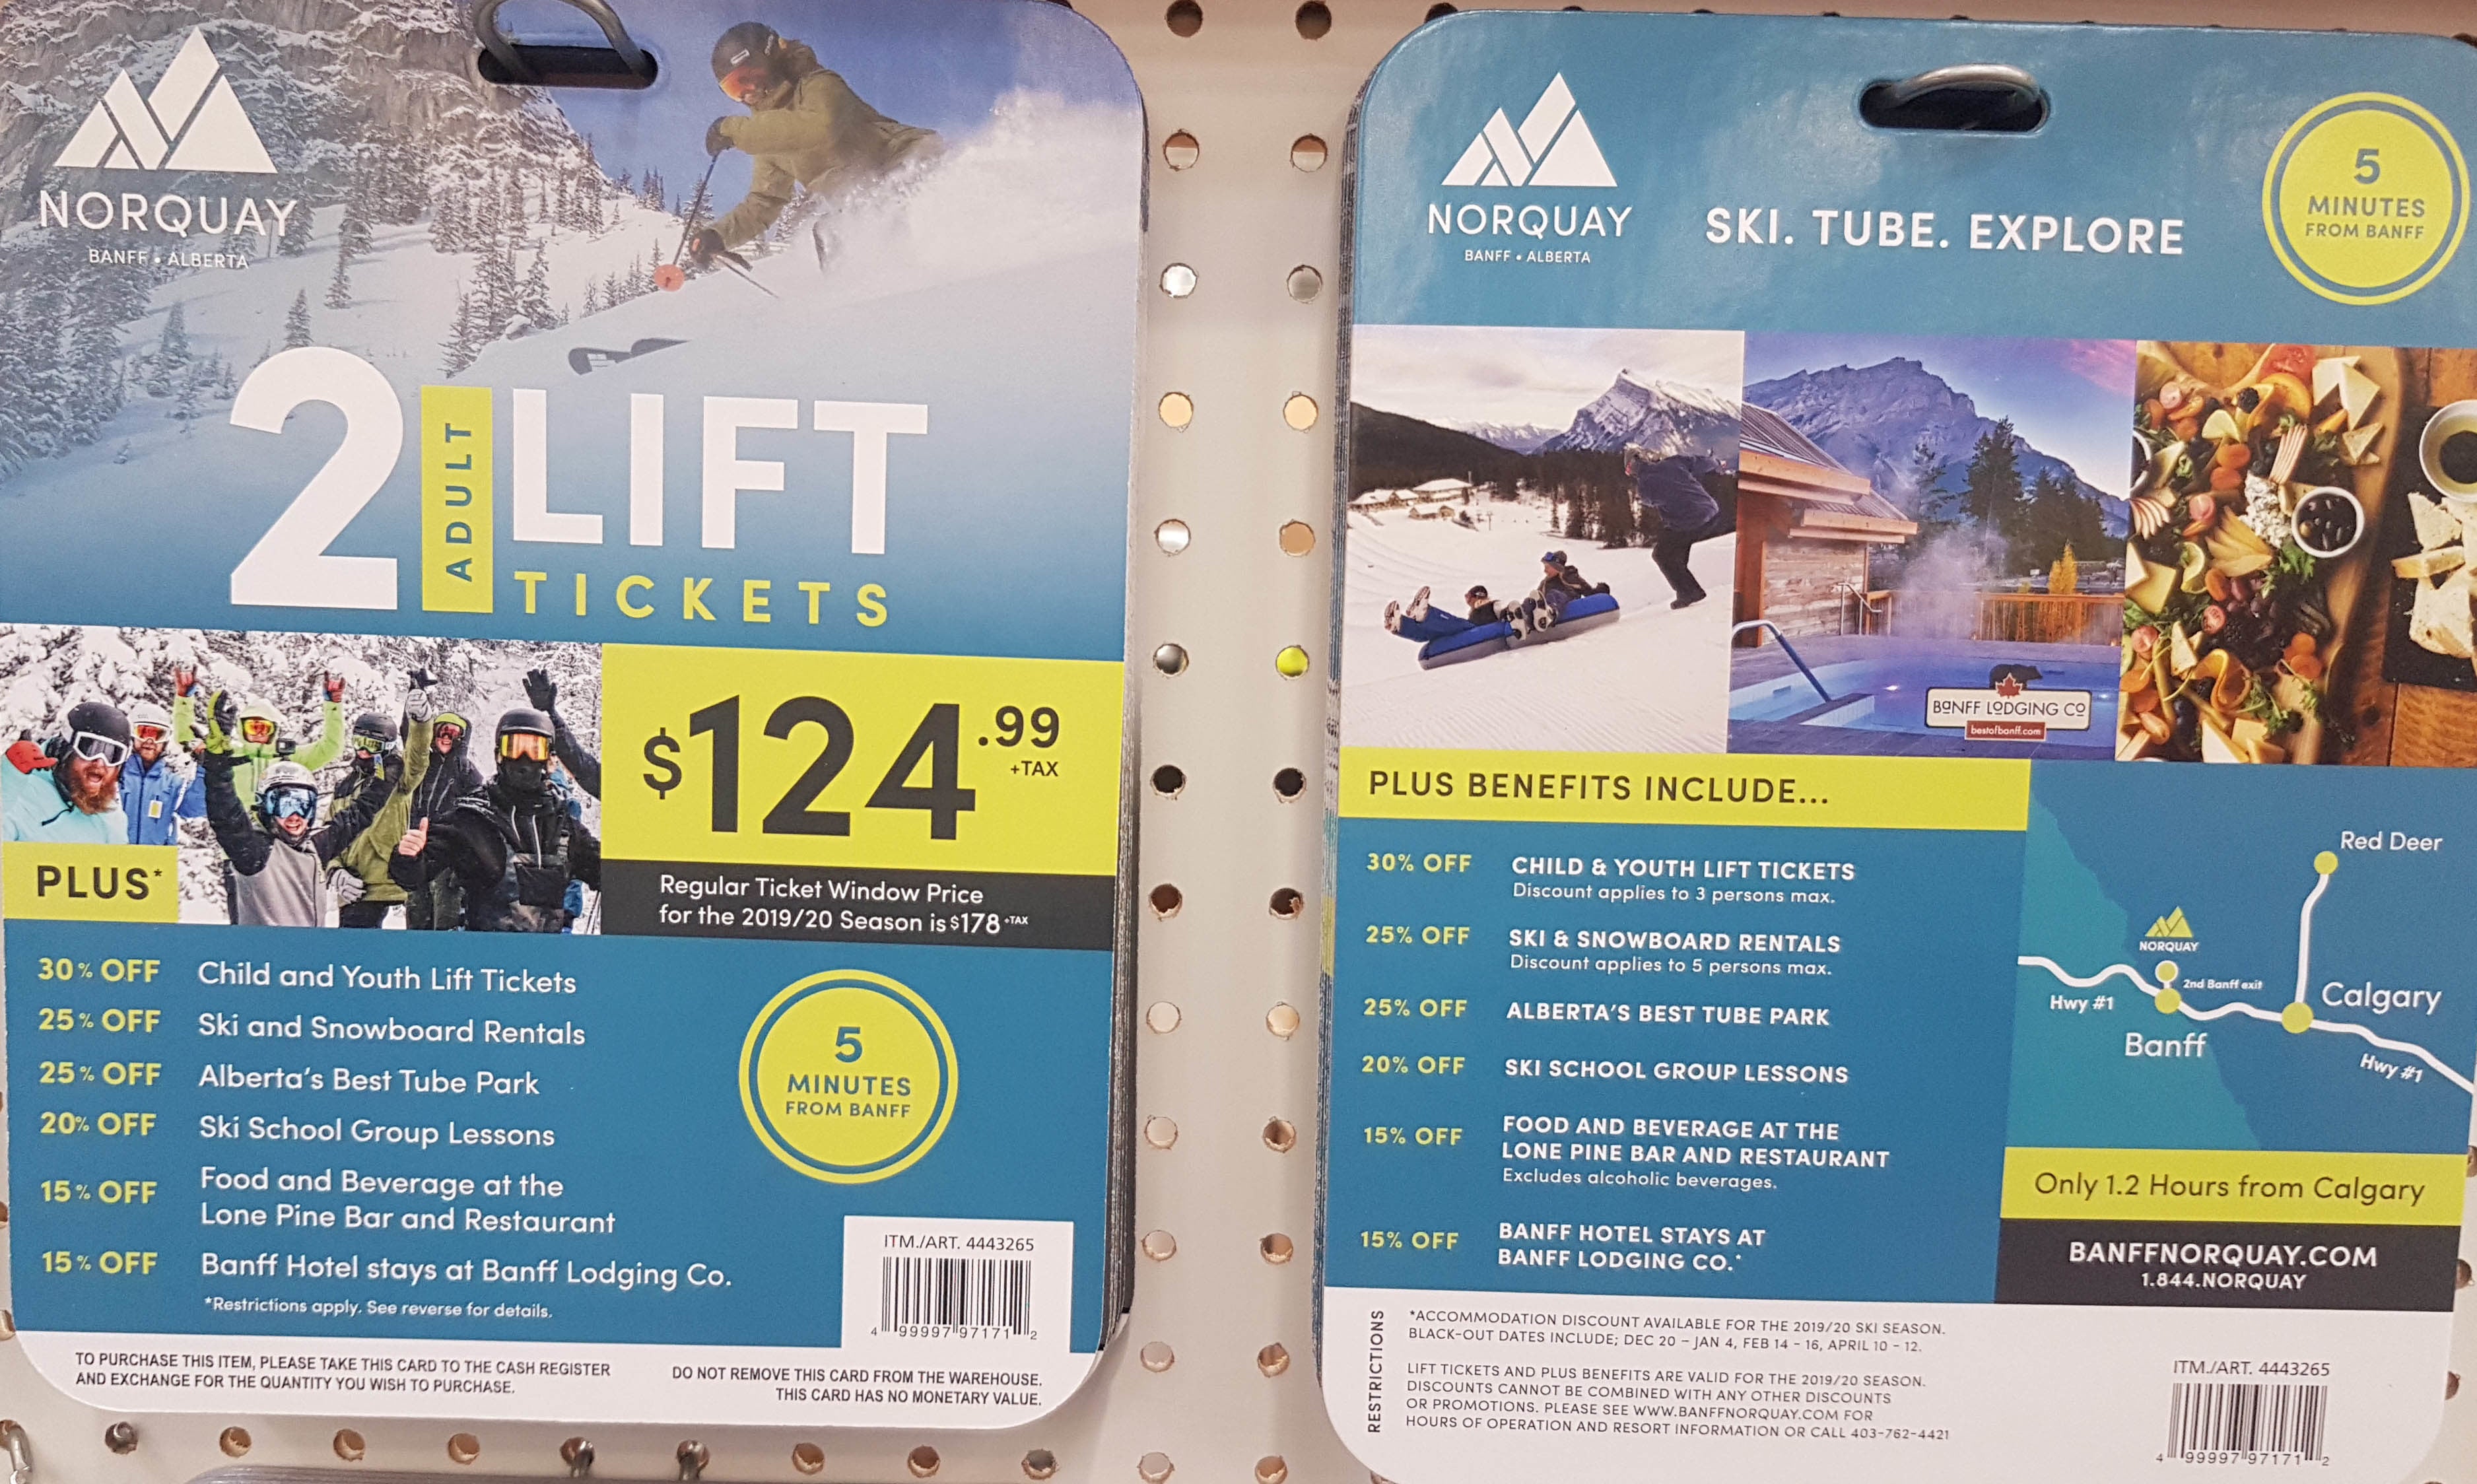 NORQUAY
BANFF • ALBERTA
2 ADULT LIFT
TICKETS
$124.99
+TAX
Regular Ticket Window Price
for the 2019/20 Season is $178 +TAX
PLUS*
30% OFF Child and Youth Lift Tickets
25% OFF Ski and Snowboard Rentals
25% OFF Alberta's Best Tube Park
20% OFF Ski School Group Lessons
15% OFF Food and Beverage at the
Lone Pine Bar and Restaurant
15% OFF Banff Hotel stays at Banff Lodging Co.
*Restrictions apply. See reverse for details.
5
MINUTES
FROM BANFF
ITM./ART. 4443265
4 99997 97171 2
TO PURCHASE THIS ITEM, PLEASE TAKE THIS CARD TO THE CASH REGISTER
AND EXCHANGE FOR THE QUANTITY YOU WISH TO PURCHASE.
DO NOT REMOVE THIS CARD FROM THE WAREHOUSE.
THIS CARD HAS NO MONETARY VALUE.
NORQUAY
BANFF • ALBERTA
SKI. TUBE. EXPLORE
5
MINUTES
FROM BANFF
BANFF LODGING CO
bestofbanff.com
PLUS BENEFITS INCLUDE...
30% OFF CHILD & YOUTH LIFT TICKETS
Discount applies to 3 persons max.
25% OFF SKI & SNOWBOARD RENTALS
Discount applies to 5 persons max.
25% OFF ALBERTA'S BEST TUBE PARK
20% OFF SKI SCHOOL GROUP LESSONS
15% OFF FOOD AND BEVERAGE AT THE
LONE PINE BAR AND RESTAURANT
Excludes alcoholic beverages.
15% OFF BANFF HOTEL STAYS AT
BANFF LODGING CO.*
Red Deer
NORQUAY
2nd Banff exit
Hwy #1
Calgary
Banff
Hwy #1
Only 1.2 Hours from Calgary
BANFFNORQUAY.COM
1.844.NORQUAY
RESTRICTIONS
*ACCOMMODATION DISCOUNT AVAILABLE FOR THE 2019/20 SKI SEASON.
BLACK-OUT DATES INCLUDE; DEC 20 – JAN 4, FEB 14 - 16, APRIL 10 - 12.
LIFT TICKETS AND PLUS BENEFITS ARE VALID FOR THE 2019/20 SEASON.
DISCOUNTS CANNOT BE COMBINED WITH ANY OTHER DISCOUNTS
OR PROMOTIONS. PLEASE SEE WWW.BANFFNORQUAY.COM FOR
HOURS OF OPERATION AND RESORT INFORMATION OR CALL 403-762-4421
ITM./ART. 4443265
4 99997 97171 2